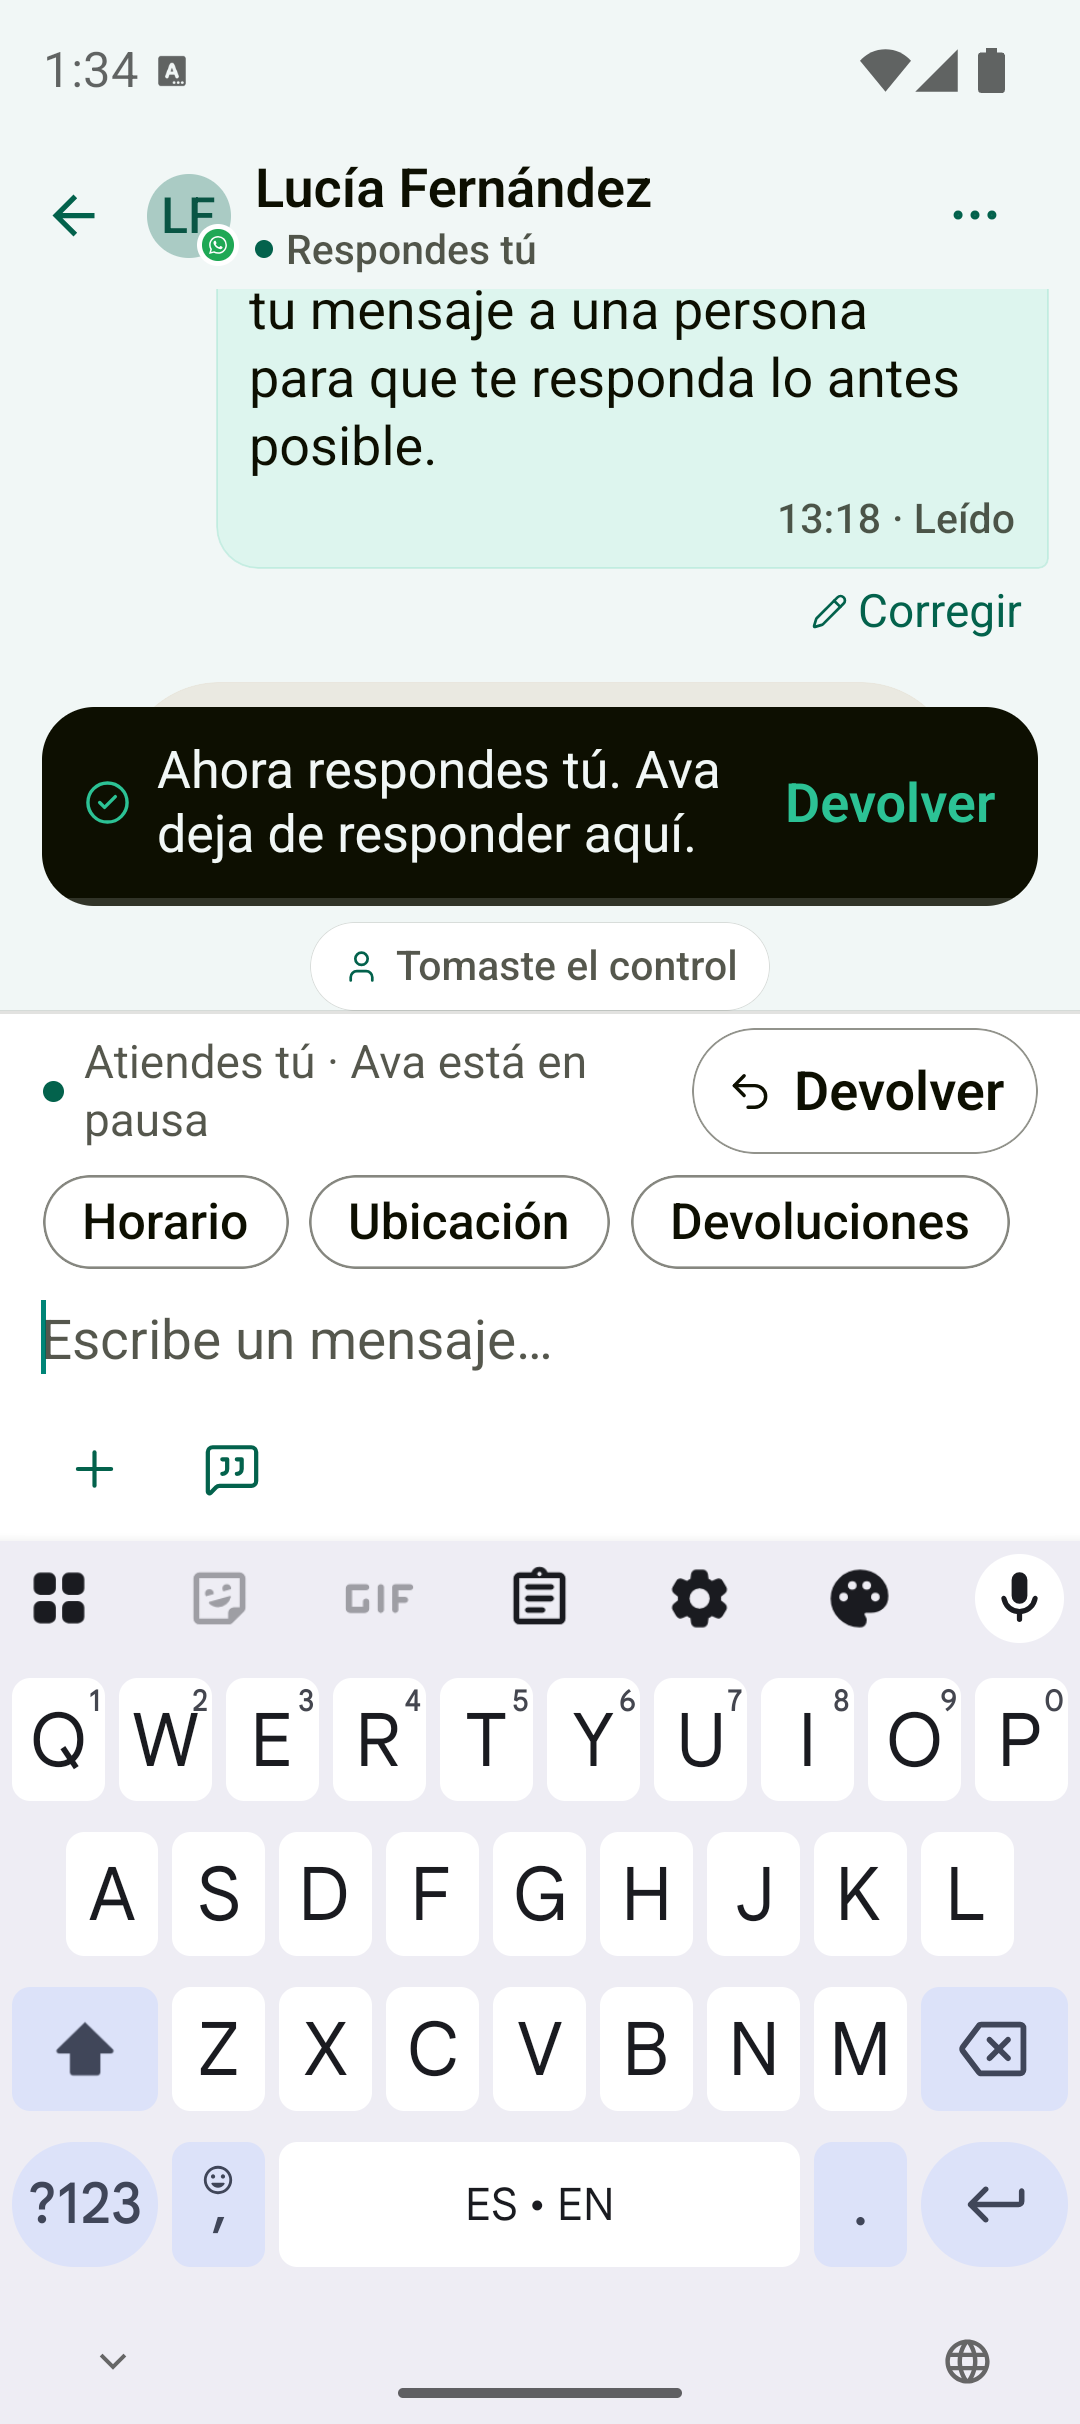 1:34
LF
Lucía Fernández
Respondes tú
tu mensaje a una persona
para que te responda lo antes
posible.
13:18 · Leído
Corregir
Ahora respondes tú. Ava
deja de responder aquí.
Devolver
Tomaste el control
Atiendes tú · Ava está en
pausa
Devolver
Horario Ubicación Devoluciones
Escribe un mensaje…
GIF
Q1 W2 E3 R4 T5 Y6 U7 I8 O9 P0
A S D F G H J K L
Z X C V B N M
?123 , ES • EN .